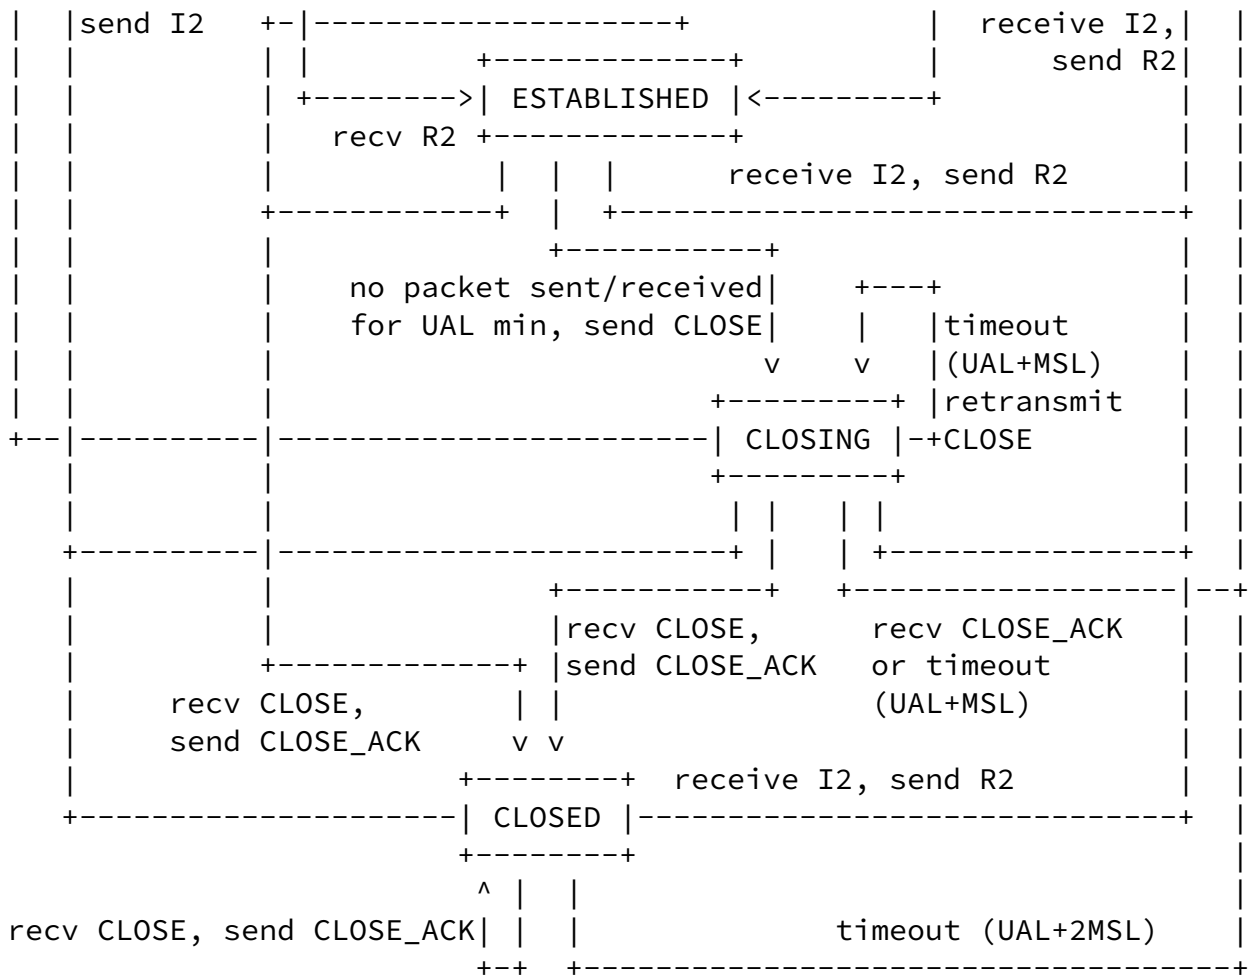 send I2 receive I2,
send R2
ESTABLISHED
recv R2
receive I2, send R2
no packet sent/received
for UAL min, send CLOSE timeout
(UAL+MSL)
retransmit
CLOSING CLOSE
recv CLOSE, recv CLOSE_ACK
send CLOSE_ACK or timeout
recv CLOSE, (UAL+MSL)
send CLOSE_ACK
receive I2, send R2
CLOSED
recv CLOSE, send CLOSE_ACK timeout (UAL+2MSL)